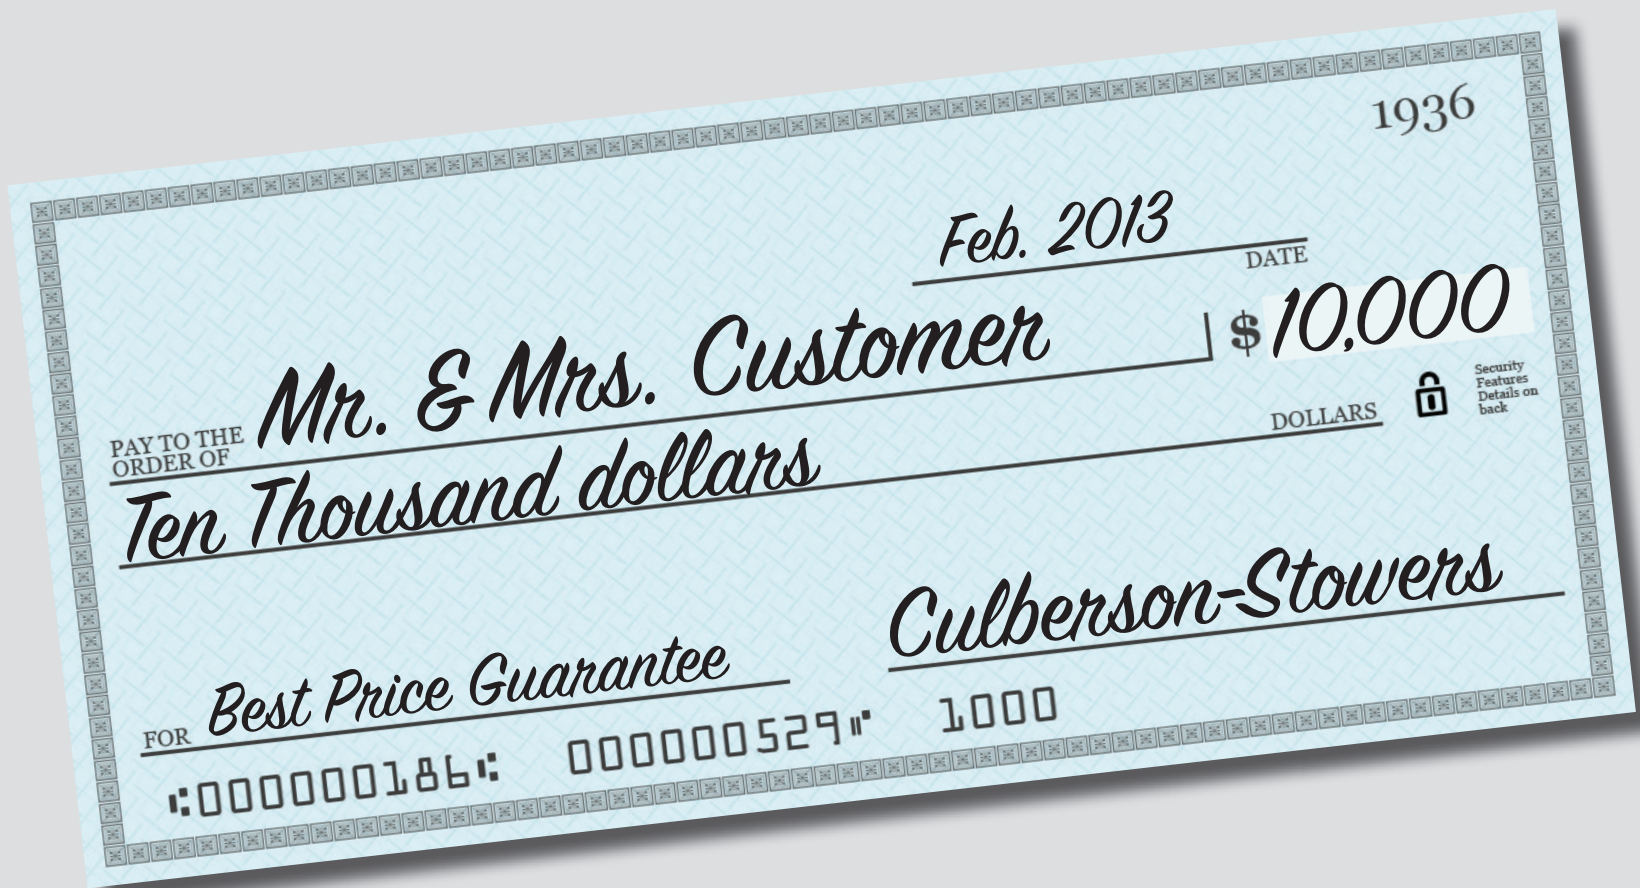 1936
Feb. 2013
DATE
PAY TO THE
ORDER OF
Mr. & Mrs. Customer
$ 10,000
Security
Features
Details on
back
Ten Thousand dollars
DOLLARS
Culberson-Stowers
FOR Best Price Guarantee
⑆000000186⑆ 000000529⑈ 1000